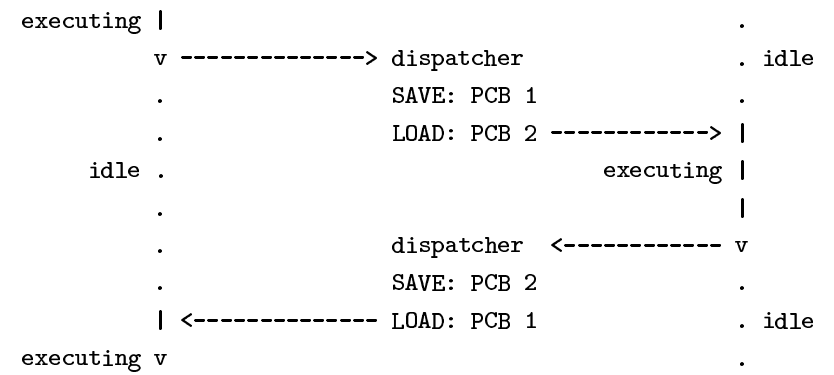 executing |                                     .
          v --------------> dispatcher          . idle
          .                 SAVE: PCB 1         .
          .                 LOAD: PCB 2 ------------> |
     idle .                            executing |
          .                                      |
          .                 dispatcher  <------------ v
          .                 SAVE: PCB 2         .
          | <-------------- LOAD: PCB 1         . idle
executing v                                     .